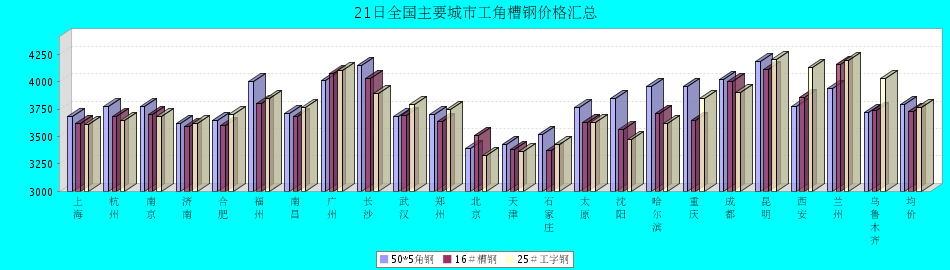 21日全国主要城市工角槽钢价格汇总
4250
4000
3750
3500
3250
3000
上海
杭州
南京
济南
合肥
福州
南昌
广州
长沙
武汉
郑州
北京
天津
石家庄
太原
沈阳
哈尔滨
重庆
成都
昆明
西安
兰州
乌鲁木齐
均价
50*5角钢
16#槽钢
25#工字钢